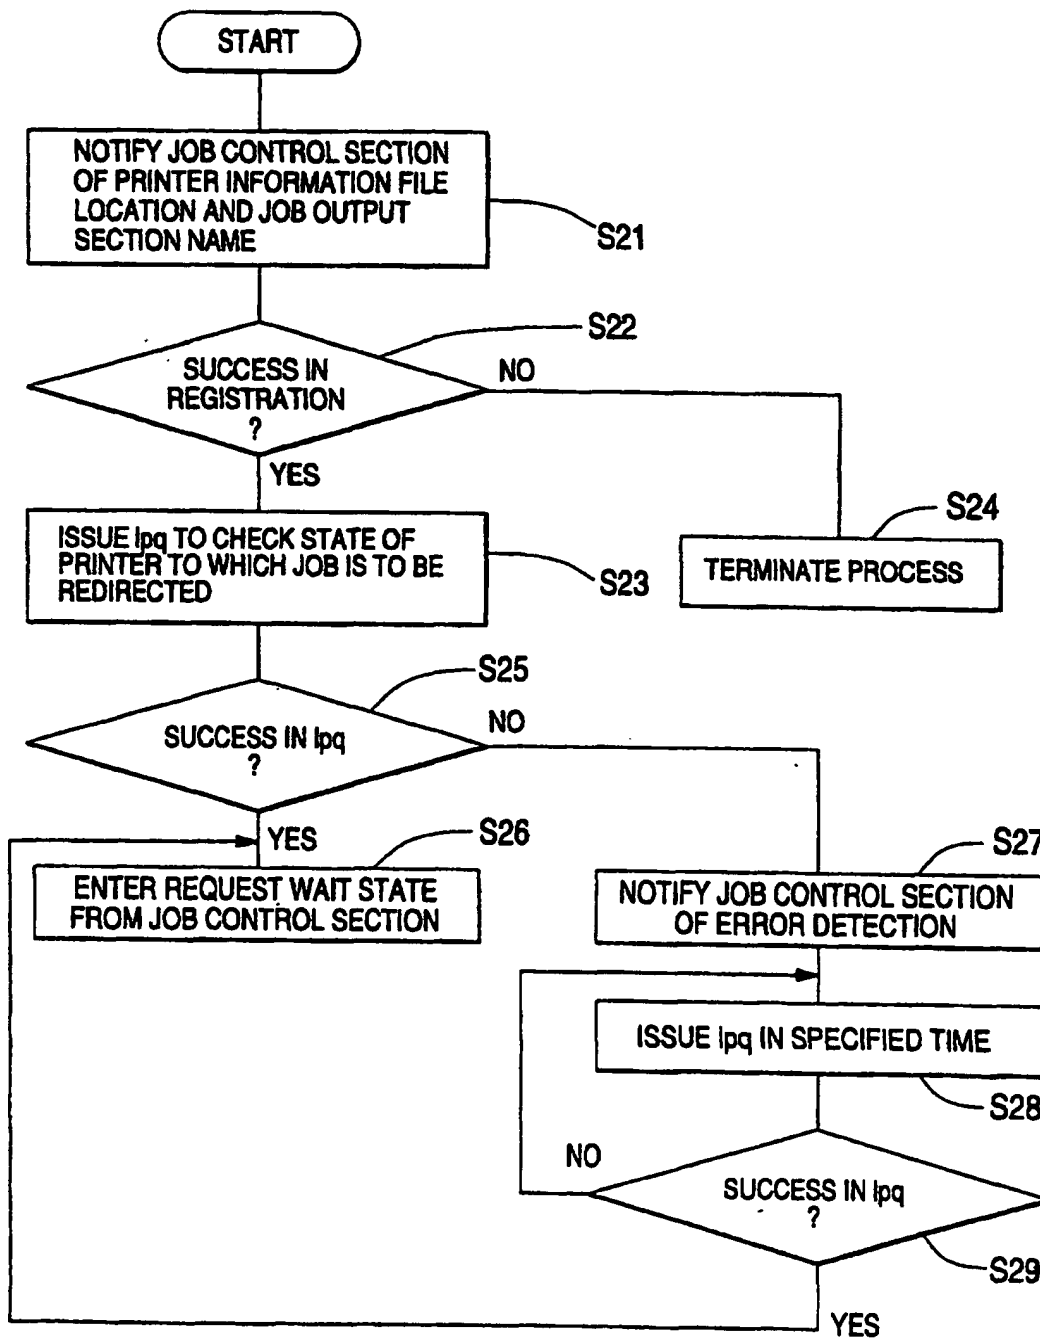 START
NOTIFY JOB CONTROL SECTION
OF PRINTER INFORMATION FILE
LOCATION AND JOB OUTPUT
SECTION NAME
S21
S22
SUCCESS IN
REGISTRATION
?
NO
YES
S24
ISSUE lpq TO CHECK STATE OF
PRINTER TO WHICH JOB IS TO BE
REDIRECTED
S23
TERMINATE PROCESS
S25
SUCCESS IN lpq
?
NO
YES
S26
S27
ENTER REQUEST WAIT STATE
FROM JOB CONTROL SECTION
NOTIFY JOB CONTROL SECTION
OF ERROR DETECTION
ISSUE lpq IN SPECIFIED TIME
S28
NO
SUCCESS IN lpq
?
S29
YES